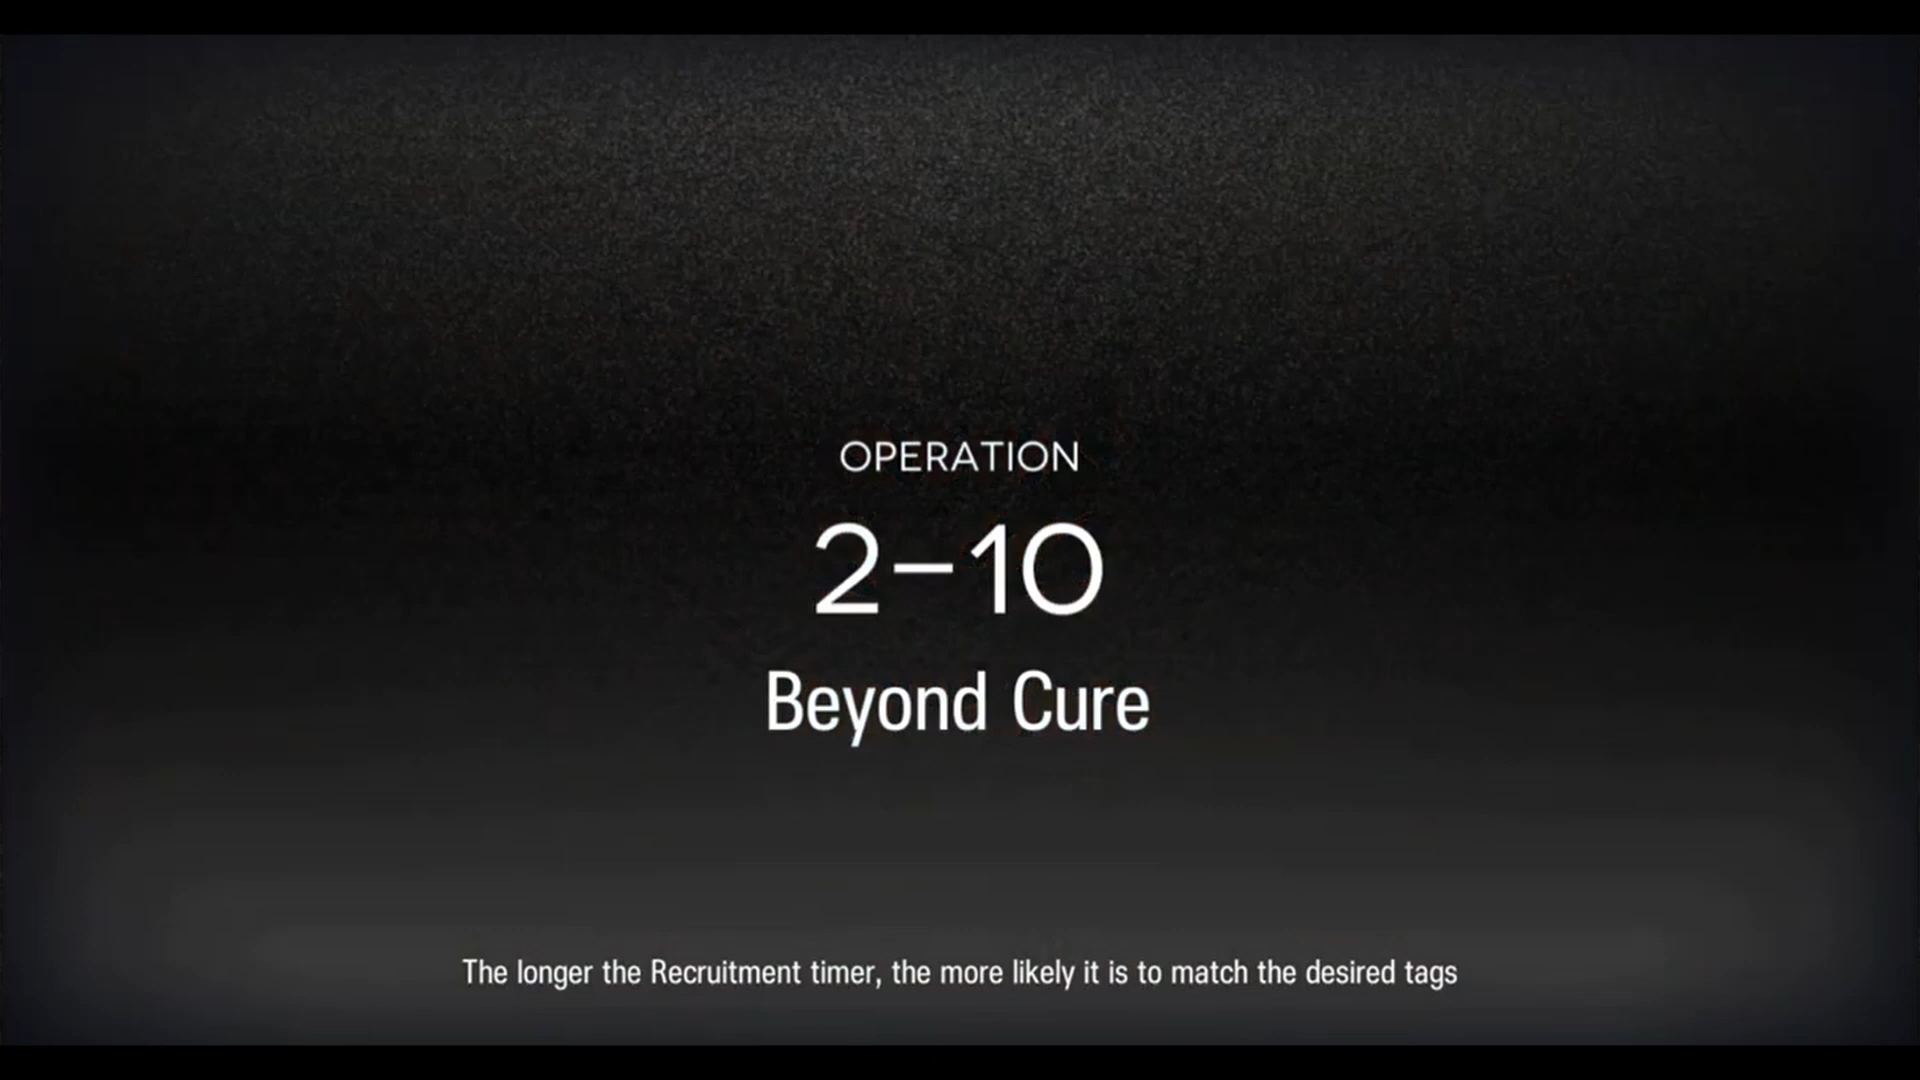 OPERATION
2-10
Beyond Cure
The longer the Recruitment timer, the more likely it is to match the desired tags